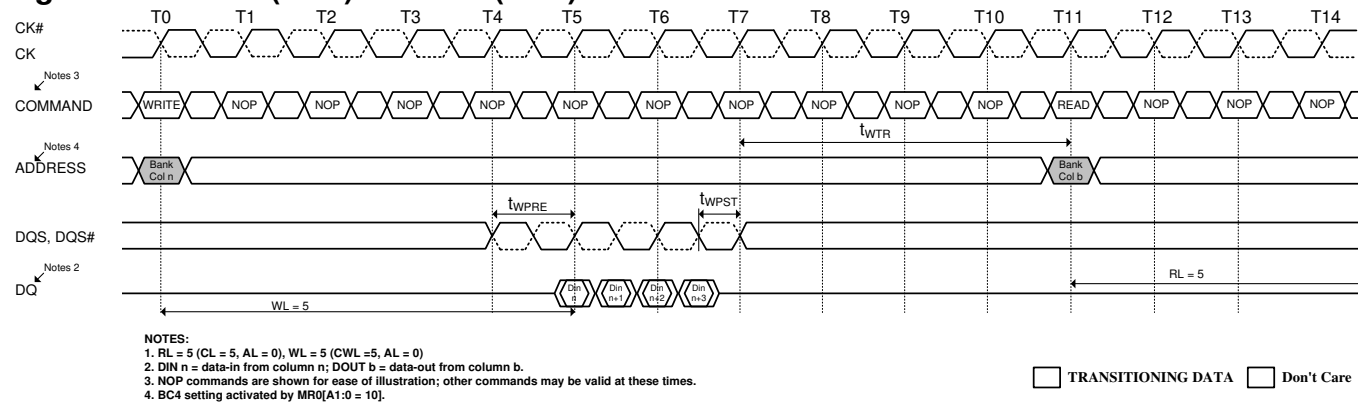 T0 T1 T2 T3 T4 T5 T6 T7 T8 T9 T10 T11 T12 T13 T14
CK#
CK
Notes 3
COMMAND WRITE NOP NOP NOP NOP NOP NOP NOP NOP NOP NOP READ NOP NOP NOP
tWTR
Notes 4
ADDRESS Bank Col n Bank Col b
tWPRE tWPST
DQS, DQS#
Notes 2
DQ Din n Din n+1 Din n+2 Din n+3
RL = 5
WL = 5
NOTES:
1. RL = 5 (CL = 5, AL = 0), WL = 5 (CWL =5, AL = 0)
2. DIN n = data-in from column n; DOUT b = data-out from column b.
3. NOP commands are shown for ease of illustration; other commands may be valid at these times.
4. BC4 setting activated by MR0[A1:0 = 10].
TRANSITIONING DATA Don't Care